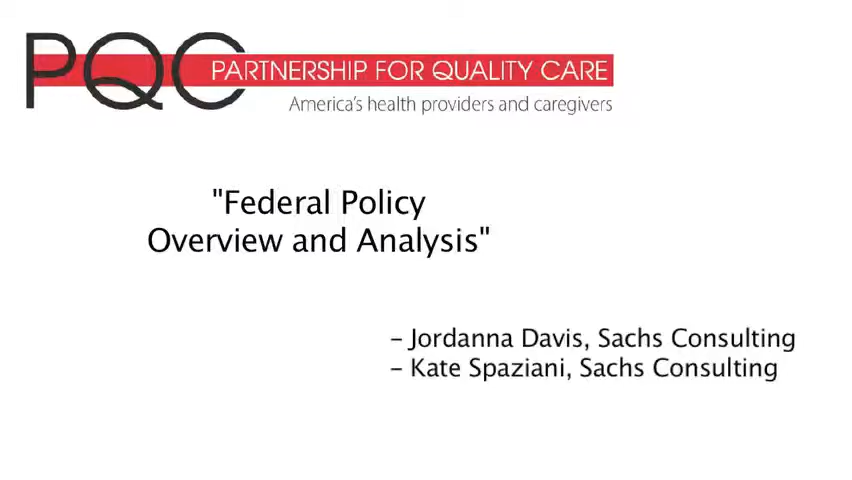 PQC PARTNERSHIP FOR QUALITY CARE
America's health providers and caregivers
"Federal Policy
Overview and Analysis"
– Jordanna Davis, Sachs Consulting
– Kate Spaziani, Sachs Consulting